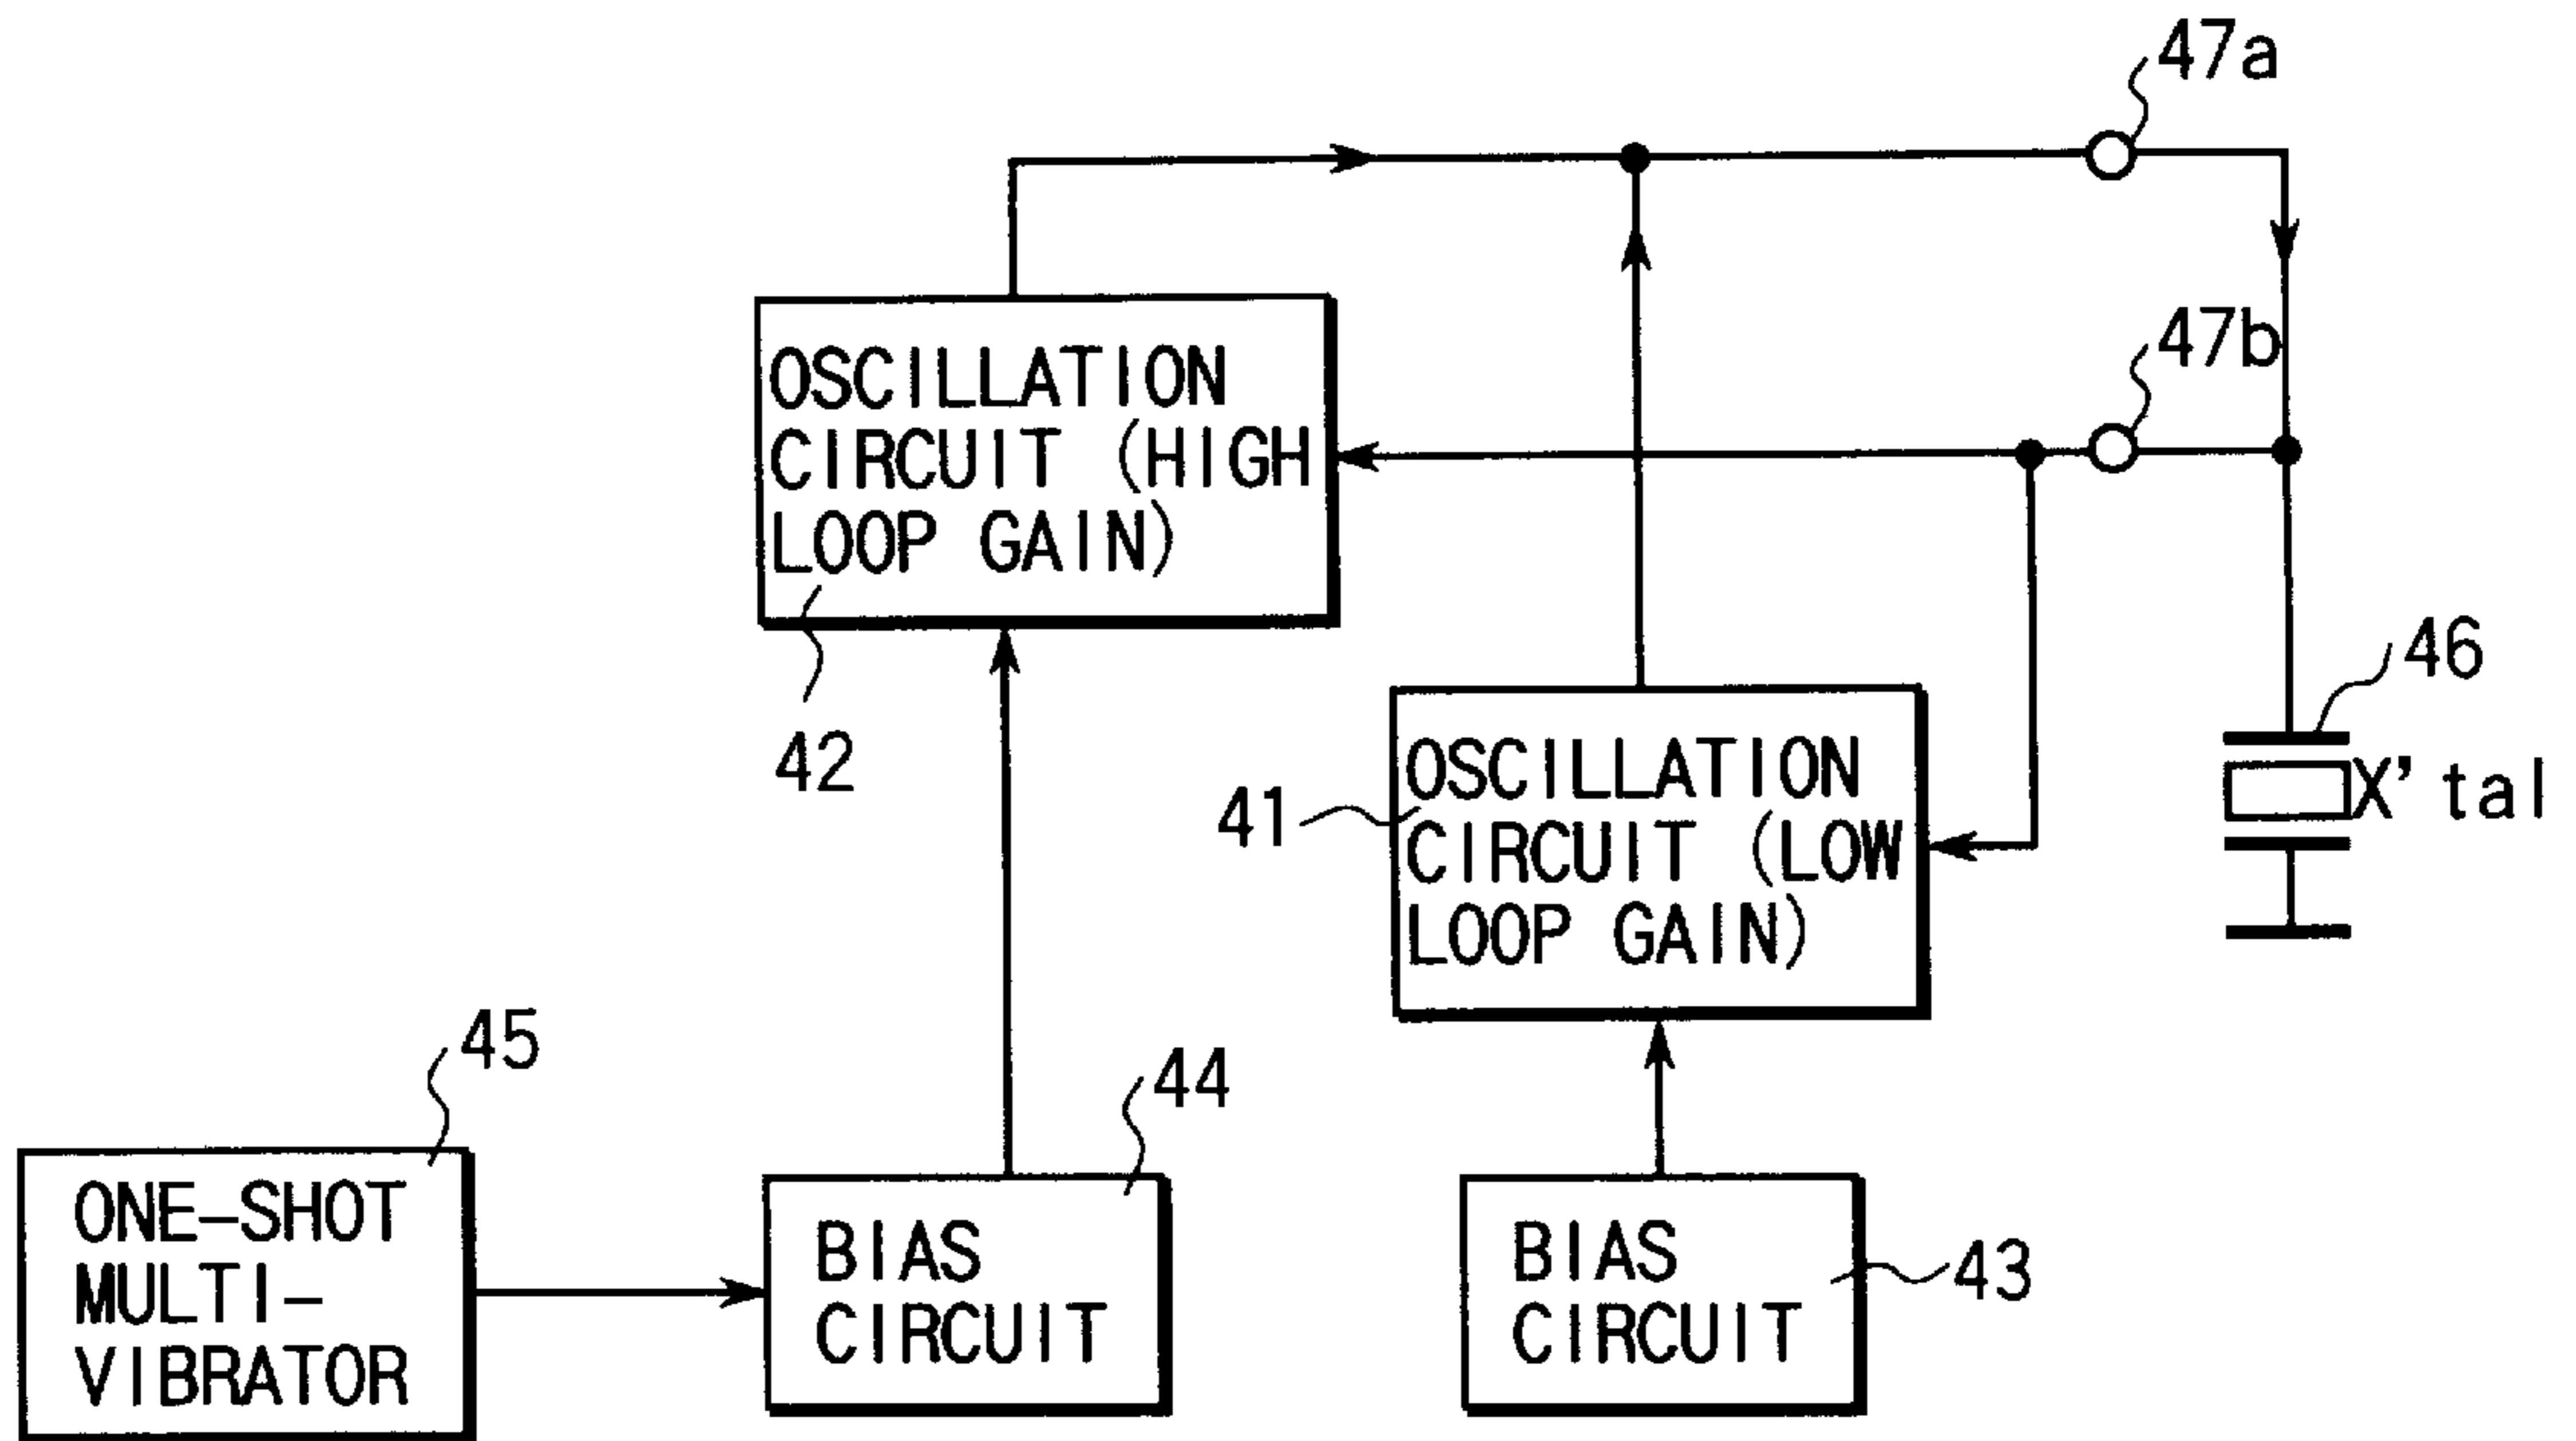 47a
47b
OSCILLATION
CIRCUIT (HIGH
LOOP GAIN)
42
46
X'tal
41
OSCILLATION
CIRCUIT (LOW
LOOP GAIN)
45
ONE-SHOT
MULTI-
VIBRATOR
44
BIAS
CIRCUIT
BIAS
CIRCUIT
43